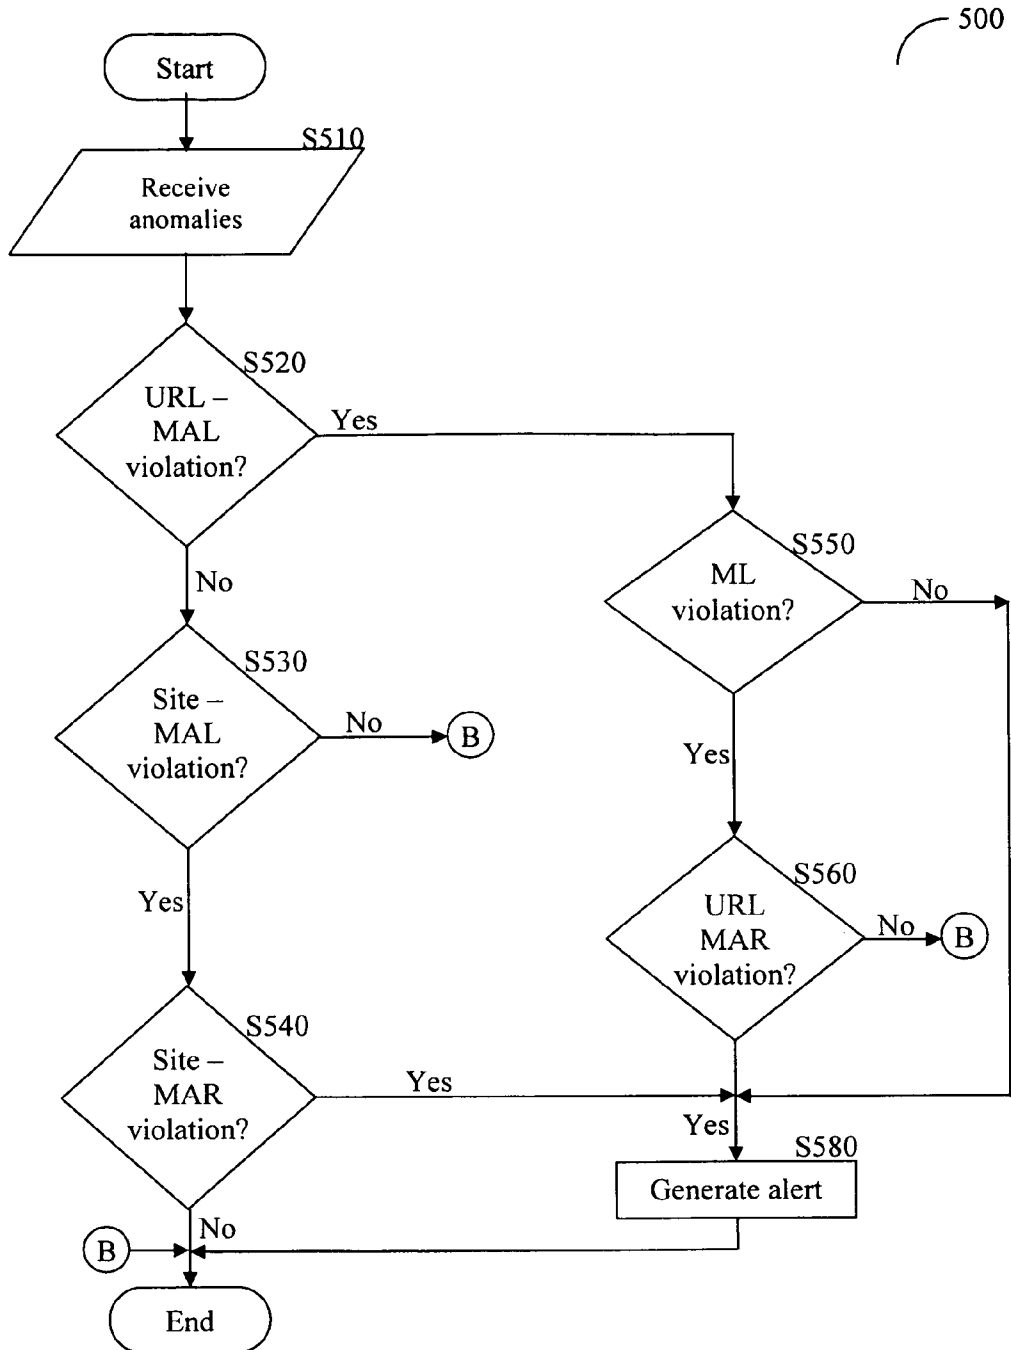 500
Start
S510
Receive
anomalies
S520
URL –
MAL
violation?
Yes
No
S550
ML
violation?
No
S530
Site –
MAL
violation?
No
B
Yes
Yes
S560
URL
MAR
violation?
No
B
S540
Site –
MAR
violation?
Yes
Yes
S580
Generate alert
No
B
End